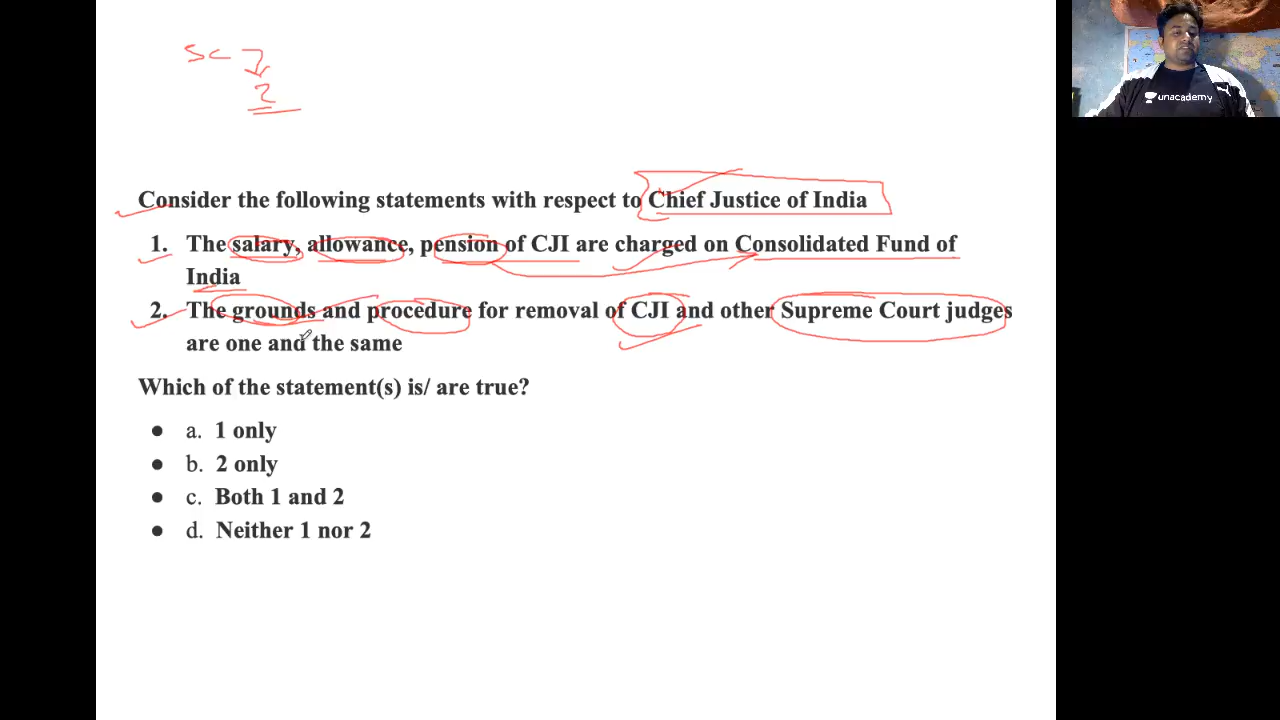 SC
2
unacademy
Consider the following statements with respect to Chief Justice of India
1. The salary, allowance, pension of CJI are charged on Consolidated Fund of
India
2. The grounds and procedure for removal of CJI and other Supreme Court judges
are one and the same
Which of the statement(s) is/ are true?
● a. 1 only
● b. 2 only
● c. Both 1 and 2
● d. Neither 1 nor 2